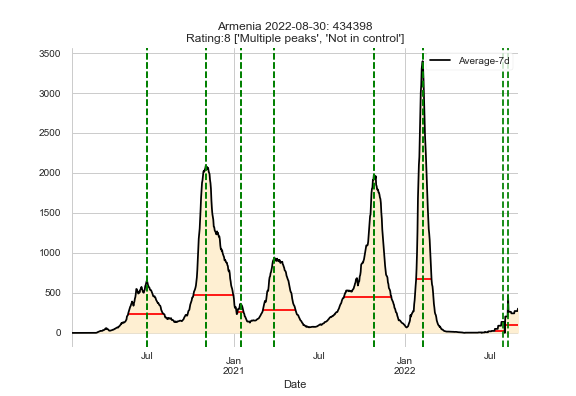 Armenia 2022-08-30: 434398
Rating:8 ['Multiple peaks', 'Not in control']
Average-7d
3500
3000
2500
2000
1500
1000
500
0
Jul
Jan
2021
Jul
Jan
2022
Jul
Date